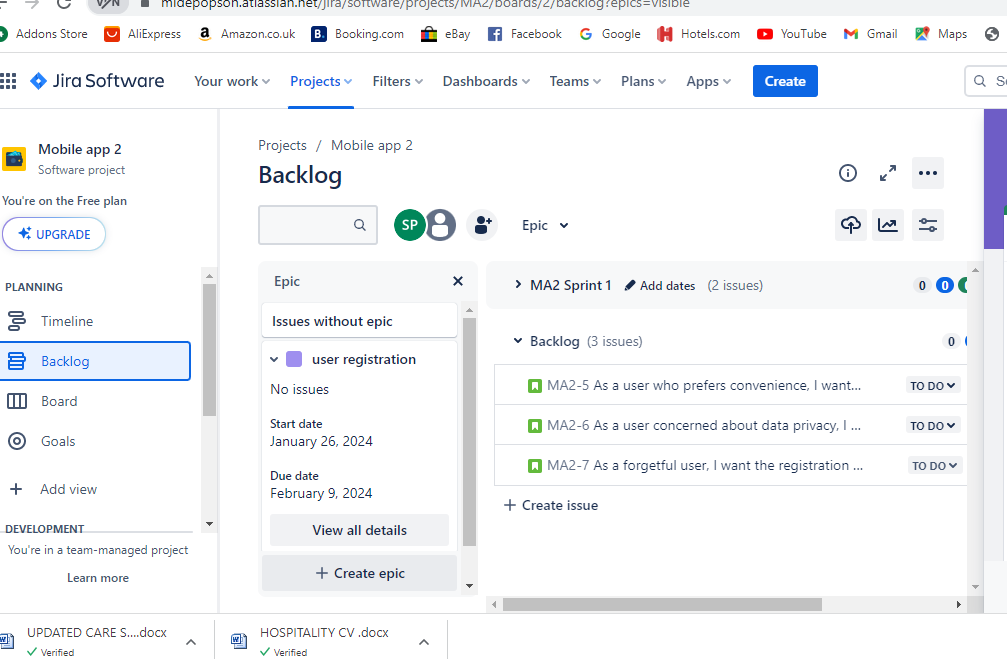 midepopson.atlassian.net/jira/software/projects/MA2/boards/2/backlog?epics=visible
VPN
Addons Store AliExpress Amazon.co.uk Booking.com eBay Facebook Google Hotels.com YouTube Gmail Maps
Jira Software Your work Projects Filters Dashboards Teams Plans Apps Create
Mobile app 2
Software project
You're on the Free plan
UPGRADE
PLANNING
Timeline
Backlog
Board
Goals
Add view
DEVELOPMENT
You're in a team-managed project
Learn more
Projects / Mobile app 2
Backlog
SP Epic
Epic
Issues without epic
user registration
No issues
Start date
January 26, 2024
Due date
February 9, 2024
View all details
+ Create epic
MA2 Sprint 1 Add dates (2 issues) 0 0
Backlog (3 issues) 0
MA2-5 As a user who prefers convenience, I want... TO DO
MA2-6 As a user concerned about data privacy, I ... TO DO
MA2-7 As a forgetful user, I want the registration ... TO DO
+ Create issue
UPDATED CARE S....docx
Verified
HOSPITALITY CV .docx
Verified